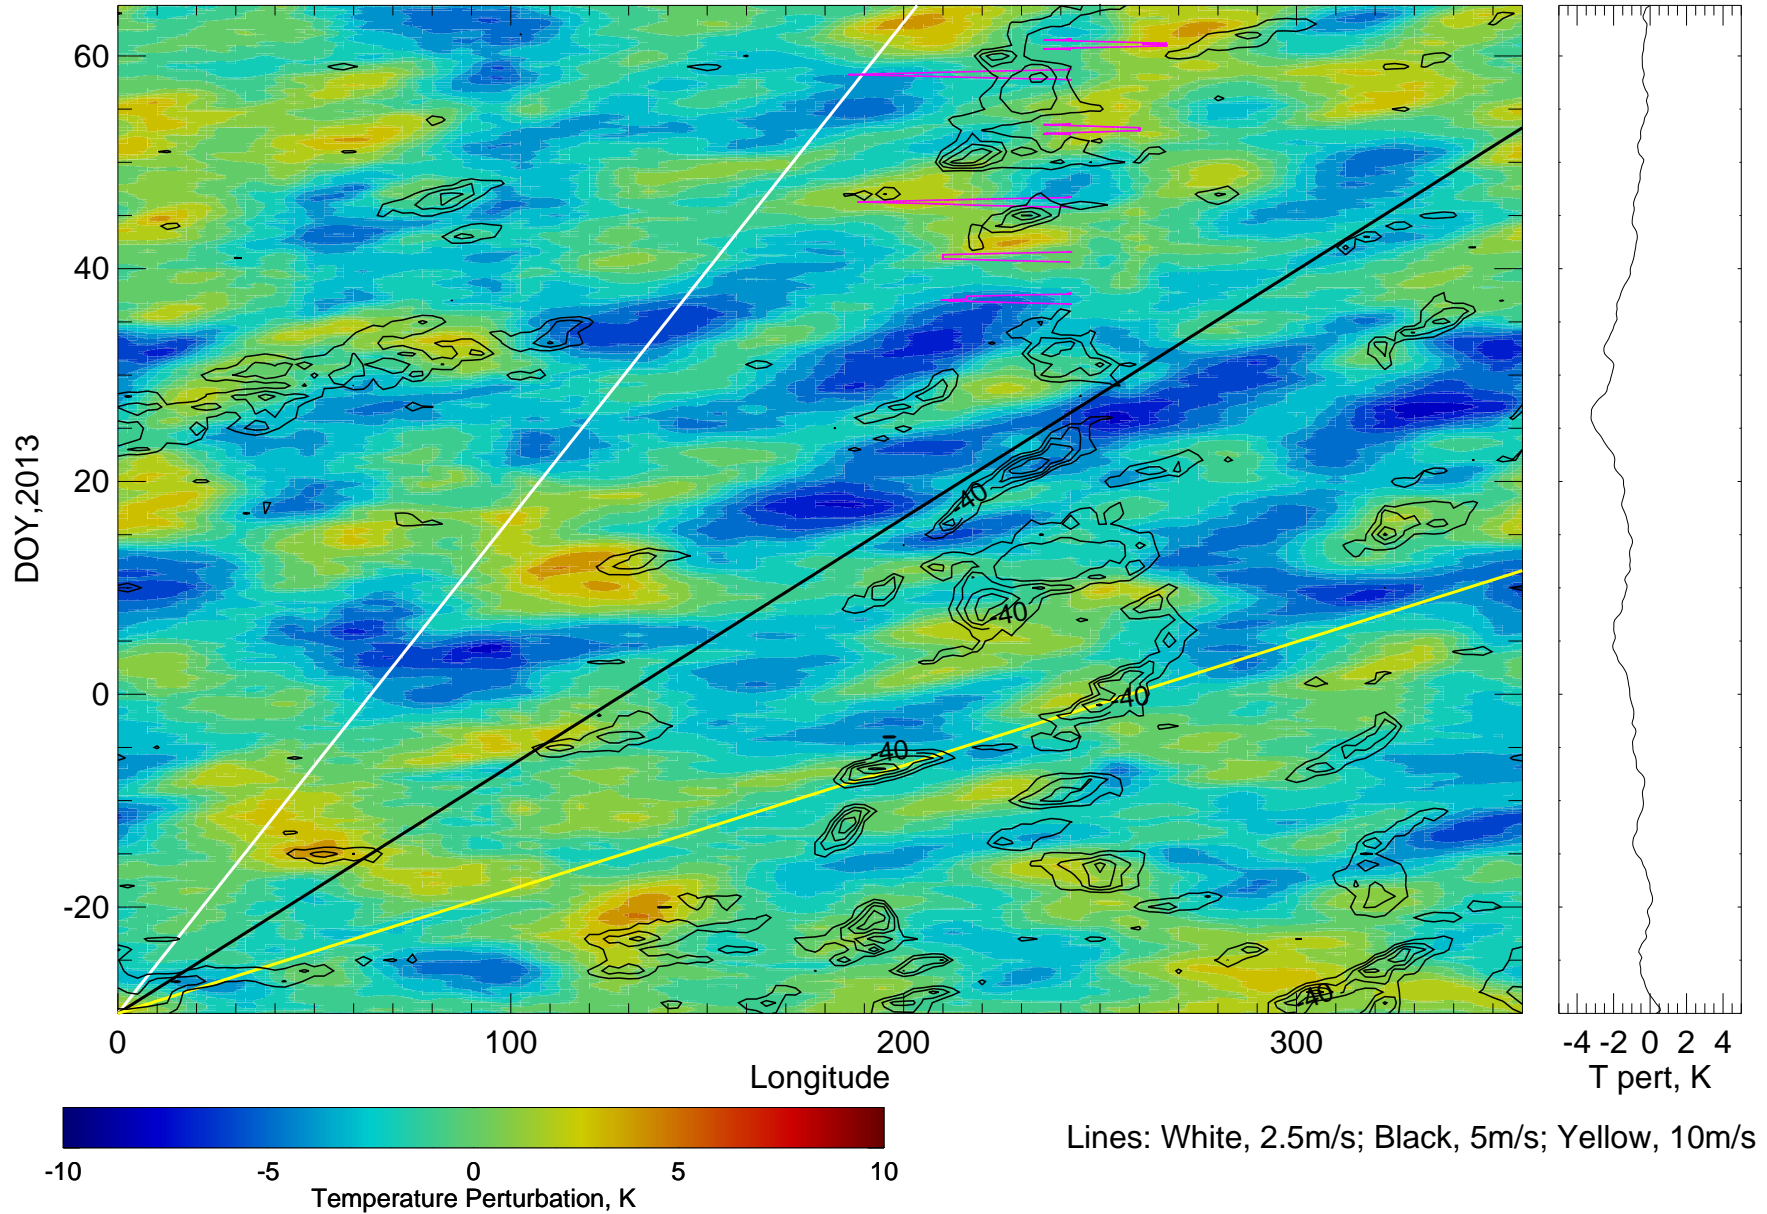 60
40
20
0
-20
DOY,2013
-40
-40
-40
-40
-40
0 100 200 300
Longitude
-4 -2 0 2 4
T pert, K
-10 -5 0 5 10
Temperature Perturbation, K
Lines: White, 2.5m/s; Black, 5m/s; Yellow, 10m/s